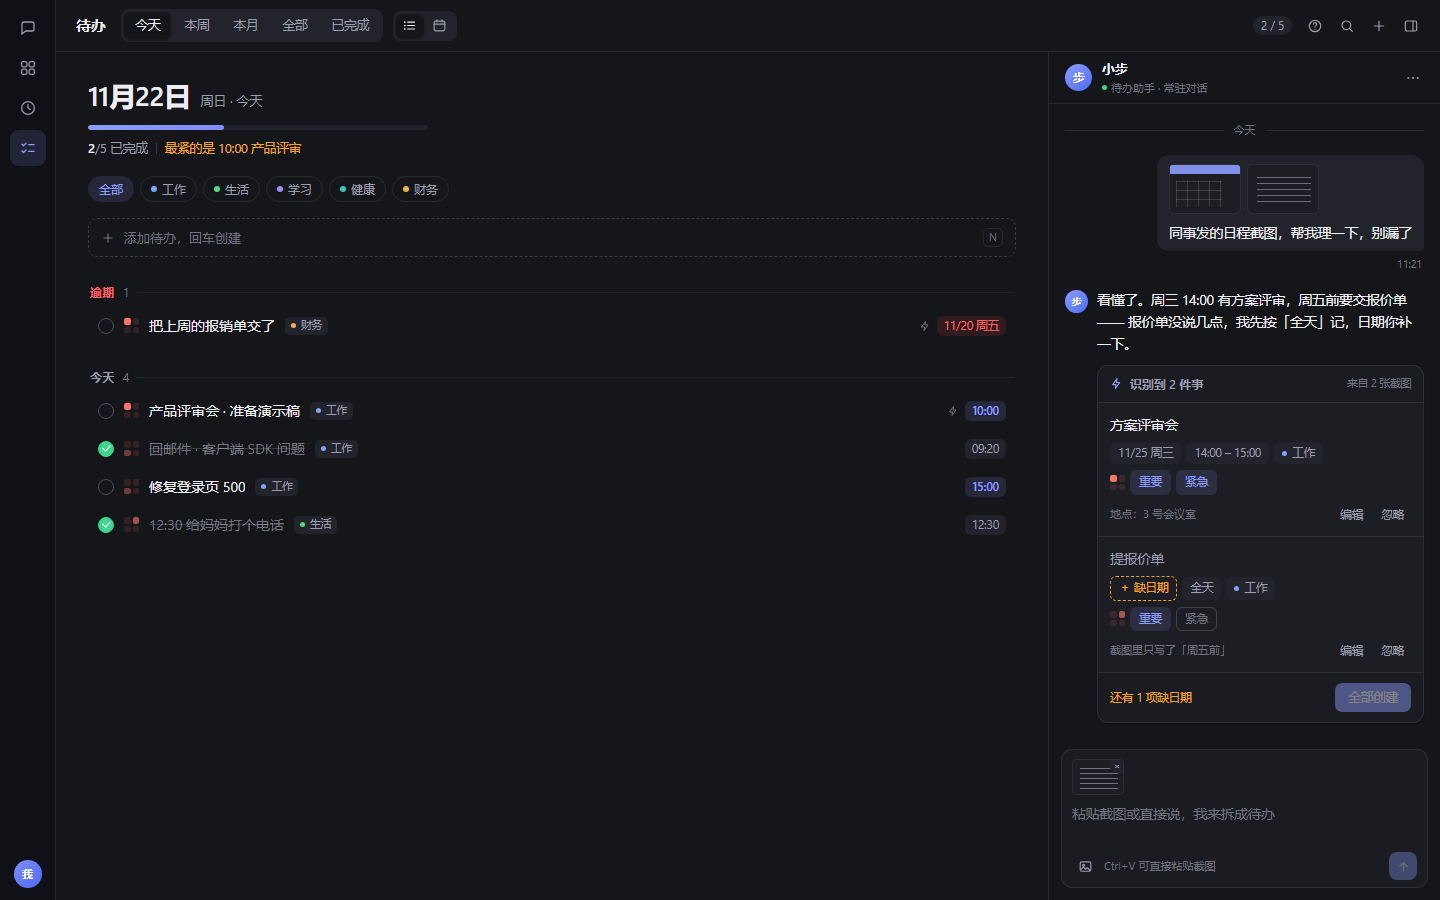 待办
今天 本周 本月 全部 已完成
2 / 5
11月22日 周日 · 今天
2/5 已完成 | 最紧的是 10:00 产品评审
全部 工作 生活 学习 健康 财务
+ 添加待办，回车创建 N
逾期 1
把上周的报销单交了 财务 11/20 周五
今天 4
产品评审会 · 准备演示稿 工作 10:00
回邮件 · 客户端 SDK 问题 工作 09:20
修复登录页 500 工作 15:00
12:30 给妈妈打个电话 生活 12:30
我
步 小步
待办助手 · 常驻对话
今天
同事发的日程截图，帮我理一下，别漏了
11:21
步 看懂了。周三 14:00 有方案评审，周五前要交报价单
—— 报价单没说几点，我先按「全天」记，日期你补
一下。
识别到 2 件事 来自 2 张截图
方案评审会
11/25 周三 14:00 – 15:00 工作
重要 紧急
地点：3 号会议室 编辑 忽略
提报价单
+ 缺日期 全天 工作
重要 紧急
截图里只写了「周五前」 编辑 忽略
还有 1 项缺日期 全部创建
×
粘贴截图或直接说，我来拆成待办
Ctrl+V 可直接粘贴截图